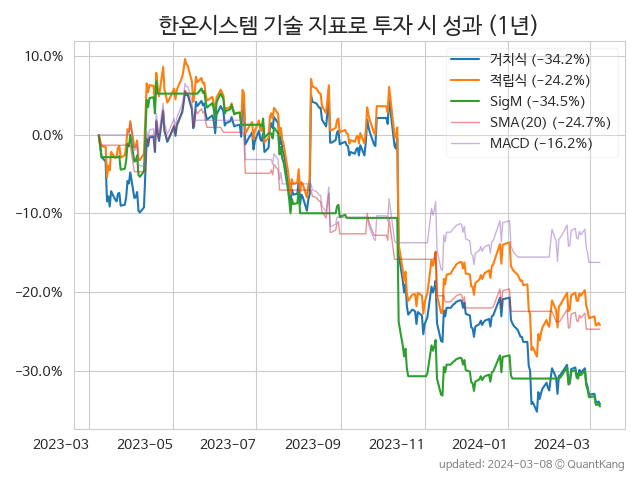 한온시스템 기술 지표로 투자 시 성과 (1년)
10.0%
0.0%
−10.0%
−20.0%
−30.0%
거치식 (−34.2%)
적립식 (−24.2%)
SigM (−34.5%)
SMA(20) (−24.7%)
MACD (−16.2%)
2023-03 2023-05 2023-07 2023-09 2023-11 2024-01 2024-03
updated: 2024-03-08 © QuantKang